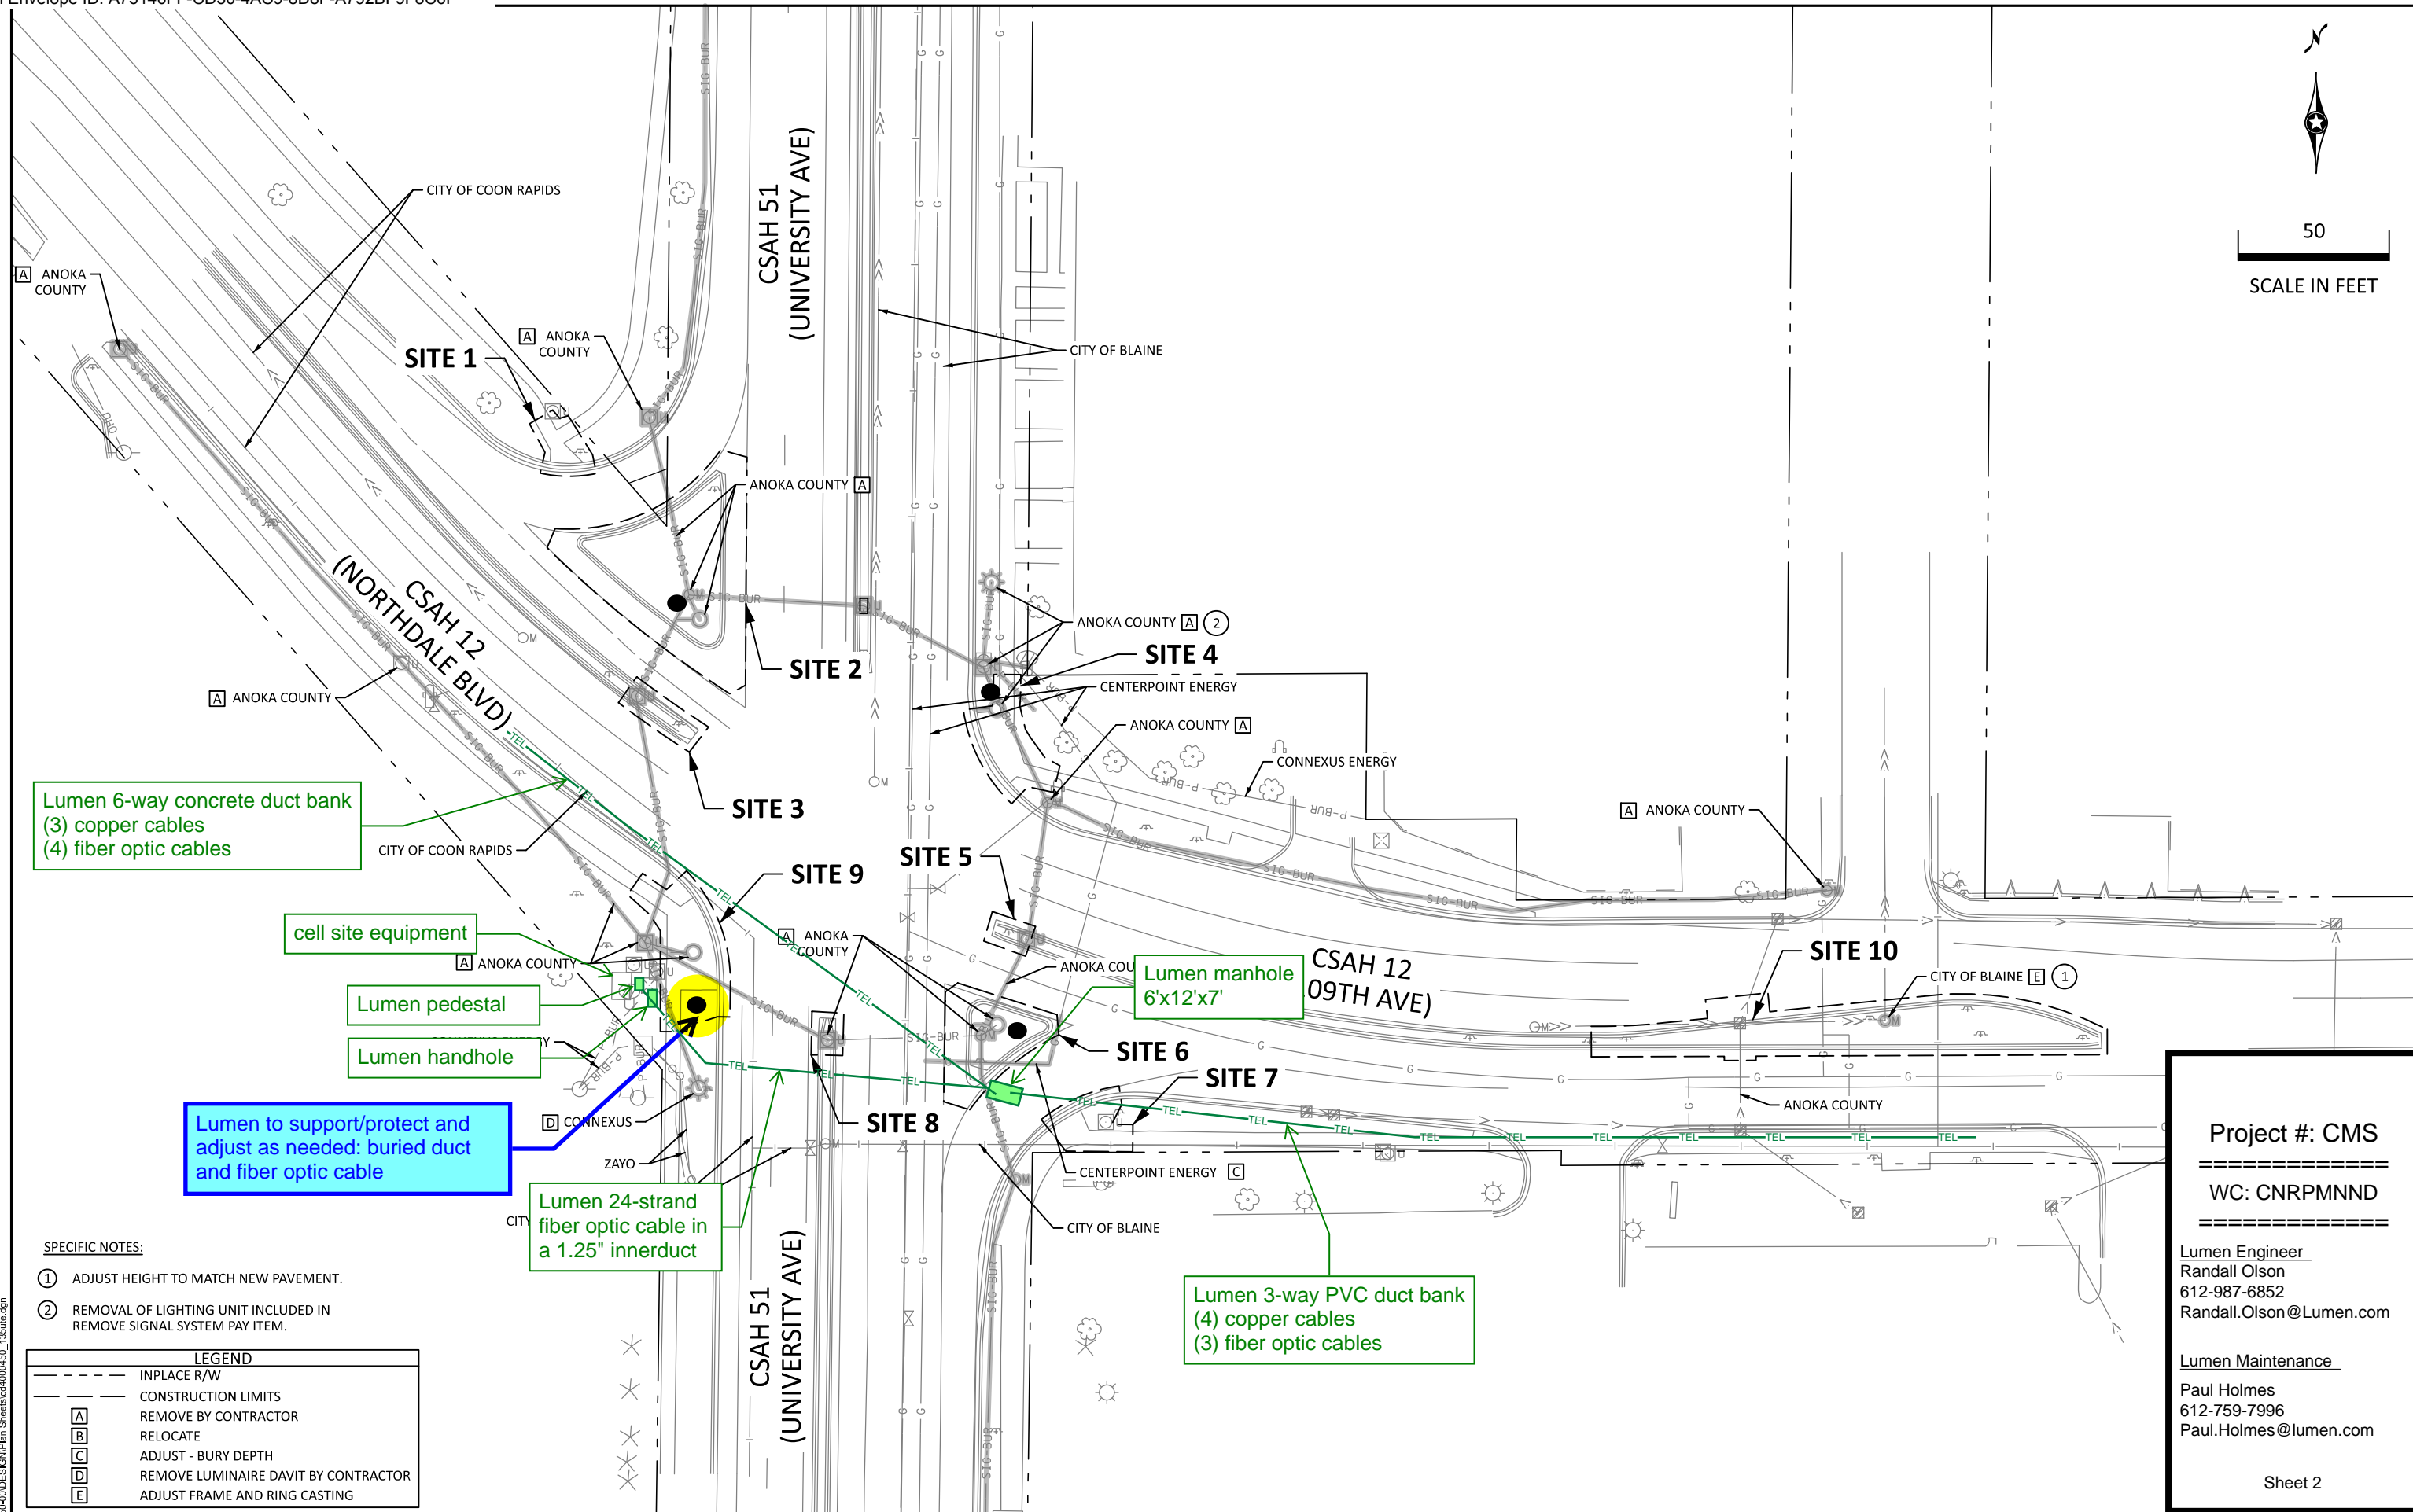 CITY OF COON RAPIDS
CSAH 51
(UNIVERSITY AVE)
N
50
SCALE IN FEET
A ANOKA
COUNTY
A ANOKA
COUNTY
SITE 1
CITY OF BLAINE
ANOKA COUNTY A
CSAH 12
(NORTHDALE BLVD)
SITE 2
ANOKA COUNTY A 2
SITE 4
CENTERPOINT ENERGY
A ANOKA COUNTY
ANOKA COUNTY A
CONNEXUS ENERGY
SITE 3
A ANOKA COUNTY
Lumen 6-way concrete duct bank
(3) copper cables
(4) fiber optic cables
CITY OF COON RAPIDS
SITE 9
SITE 5
cell site equipment
A ANOKA COUNTY
A ANOKA
COUNTY
ANOKA COU
Lumen manhole
6'x12'x7'
CSAH 12
09TH AVE)
SITE 10
CITY OF BLAINE E 1
Lumen pedestal
Lumen handhole
SITE 6
SITE 7
SITE 8
ANOKA COUNTY
Lumen to support/protect and
adjust as needed: buried duct
and fiber optic cable
D CONNEXUS
ZAYO
CENTERPOINT ENERGY C
Lumen 24-strand
fiber optic cable in
a 1.25" innerduct
CITY
CITY OF BLAINE
CSAH 51
(UNIVERSITY AVE)
Lumen 3-way PVC duct bank
(4) copper cables
(3) fiber optic cables
SPECIFIC NOTES:
1 ADJUST HEIGHT TO MATCH NEW PAVEMENT.
2 REMOVAL OF LIGHTING UNIT INCLUDED IN
REMOVE SIGNAL SYSTEM PAY ITEM.
LEGEND
INPLACE R/W
CONSTRUCTION LIMITS
A REMOVE BY CONTRACTOR
B RELOCATE
C ADJUST - BURY DEPTH
D REMOVE LUMINAIRE DAVIT BY CONTRACTOR
E ADJUST FRAME AND RING CASTING
Project #: CMS
=============
WC: CNRPMNND
=============
Lumen Engineer
Randall Olson
612-987-6852
Randall.Olson@Lumen.com
Lumen Maintenance
Paul Holmes
612-759-7996
Paul.Holmes@lumen.com
Sheet 2